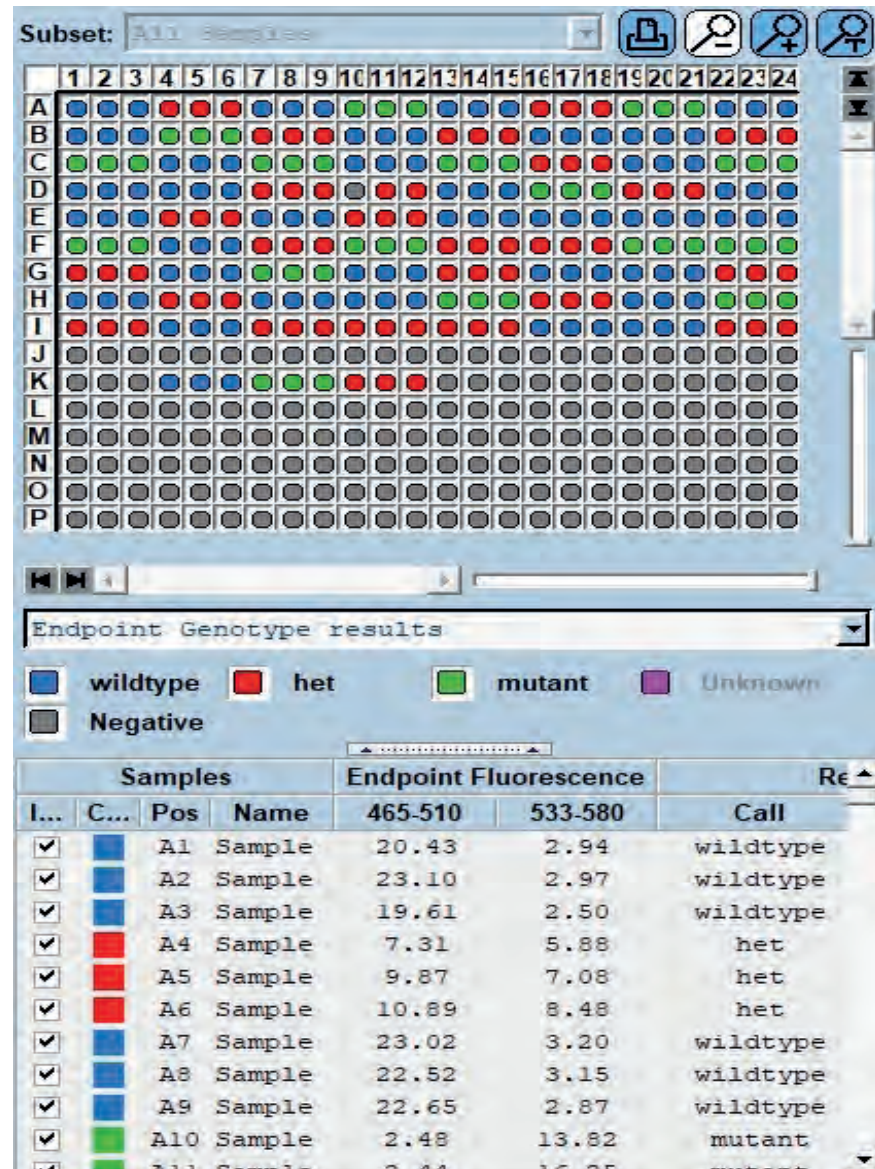 Subset: All Samples
1 2 3 4 5 6 7 8 9 10 11 12 13 14 15 16 17 18 19 20 21 22 23 24
A
B
C
D
E
F
G
H
I
J
K
L
M
N
O
P
Endpoint Genotype results
wildtype het mutant Unknown
Negative
Samples Endpoint Fluorescence Re
I... C... Pos Name 465-510 533-580 Call
A1 Sample 20.43 2.94 wildtype
A2 Sample 23.10 2.97 wildtype
A3 Sample 19.61 2.50 wildtype
A4 Sample 7.31 5.88 het
A5 Sample 9.87 7.08 het
A6 Sample 10.89 8.48 het
A7 Sample 23.02 3.20 wildtype
A8 Sample 22.52 3.15 wildtype
A9 Sample 22.65 2.87 wildtype
A10 Sample 2.48 13.82 mutant